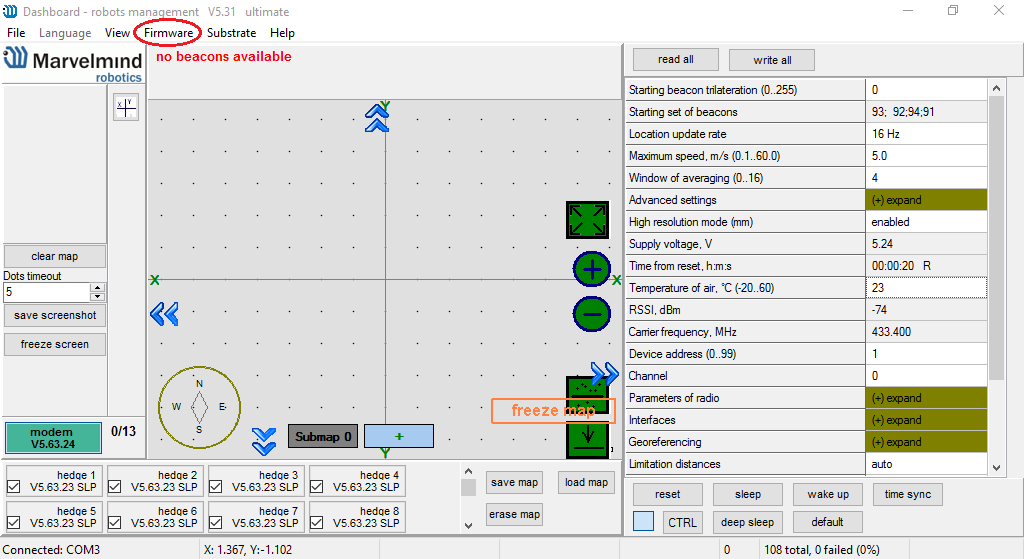 Dashboard - robots management V5.31 ultimate
File Language View Firmware Substrate Help
Marvelmind
robotics
no beacons available
X Y
Y
X
X
Y
clear map
Dots timeout
5
save screenshot
freeze screen
modem
V5.63.24
0/13
N
W E
S
Submap 0
+
freeze map
read all
write all
Starting beacon trilateration (0..255) 0
Starting set of beacons 93; 92;94;91
Location update rate 16 Hz
Maximum speed, m/s (0.1..60.0) 5.0
Window of averaging (0..16) 4
Advanced settings (+) expand
High resolution mode (mm) enabled
Supply voltage, V 5.24
Time from reset, h:m:s 00:00:20 R
Temperature of air, °C (-20..60) 23
RSSI, dBm -74
Carrier frequency, MHz 433.400
Device address (0..99) 1
Channel 0
Parameters of radio (+) expand
Interfaces (+) expand
Georeferencing (+) expand
Limitation distances auto
hedge 1
V5.63.23 SLP
hedge 2
V5.63.23 SLP
hedge 3
V5.63.23 SLP
hedge 4
V5.63.23 SLP
hedge 5
V5.63.23 SLP
hedge 6
V5.63.23 SLP
hedge 7
V5.63.23 SLP
hedge 8
V5.63.23 SLP
save map
load map
erase map
reset
sleep
wake up
time sync
CTRL
deep sleep
default
Connected: COM3
X: 1.367, Y:-1.102
0
108 total, 0 failed (0%)